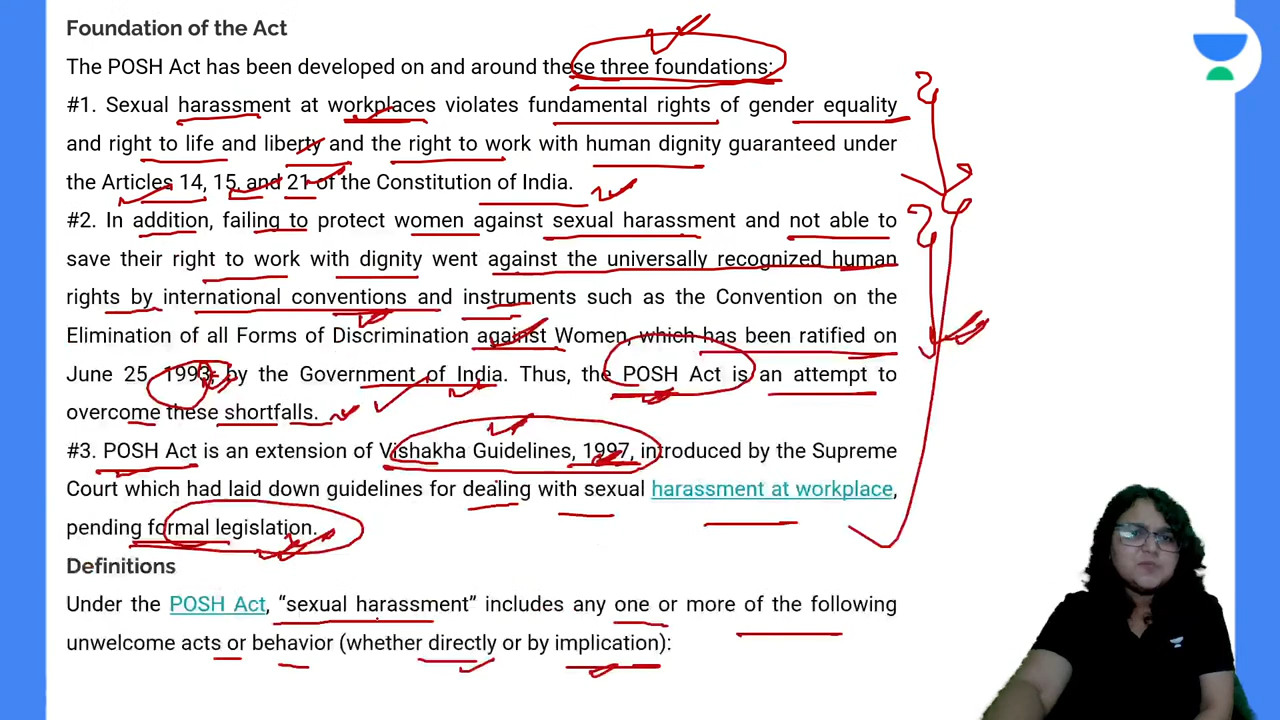 Foundation of the Act
The POSH Act has been developed on and around these three foundations:
#1. Sexual harassment at workplaces violates fundamental rights of gender equality
and right to life and liberty and the right to work with human dignity guaranteed under
the Articles 14, 15, and 21 of the Constitution of India.
#2. In addition, failing to protect women against sexual harassment and not able to
save their right to work with dignity went against the universally recognized human
rights by international conventions and instruments such as the Convention on the
Elimination of all Forms of Discrimination against Women, which has been ratified on
June 25, 1993, by the Government of India. Thus, the POSH Act is an attempt to
overcome these shortfalls.
#3. POSH Act is an extension of Vishakha Guidelines, 1997, introduced by the Supreme
Court which had laid down guidelines for dealing with sexual harassment at workplace,
pending formal legislation.
Definitions
Under the POSH Act, “sexual harassment” includes any one or more of the following
unwelcome acts or behavior (whether directly or by implication):